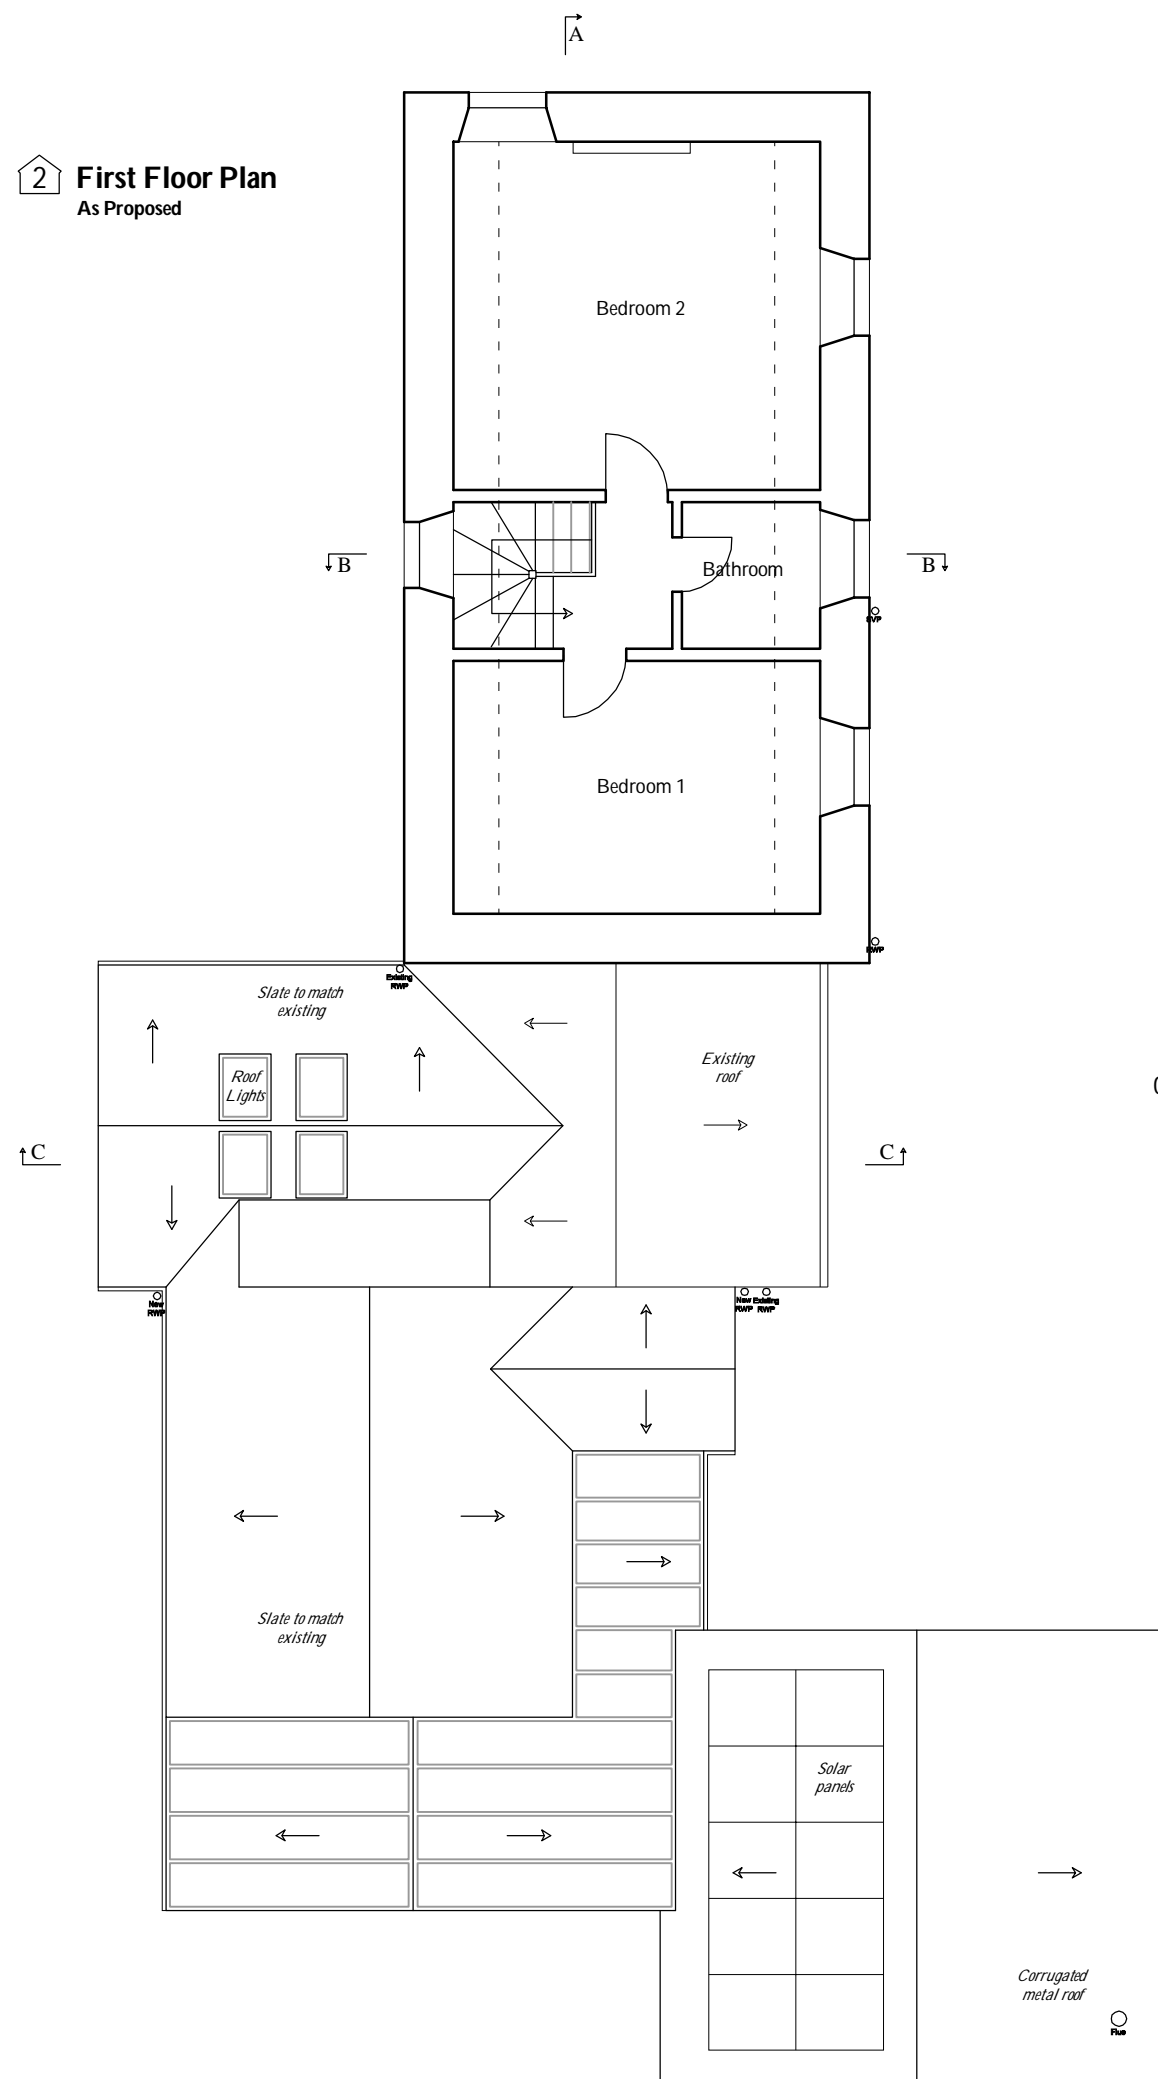 A
2
First Floor Plan
As Proposed
Bedroom 2
B
B
Bathroom
SVP
Bedroom 1
RWP
Existing
RWP
Slate to match
existing
Existing
roof
Roof
Lights
C
C
New
RWP
New
RWP
Existing
RWP
Slate to match
existing
Solar
panels
Corrugated
metal roof
Flue